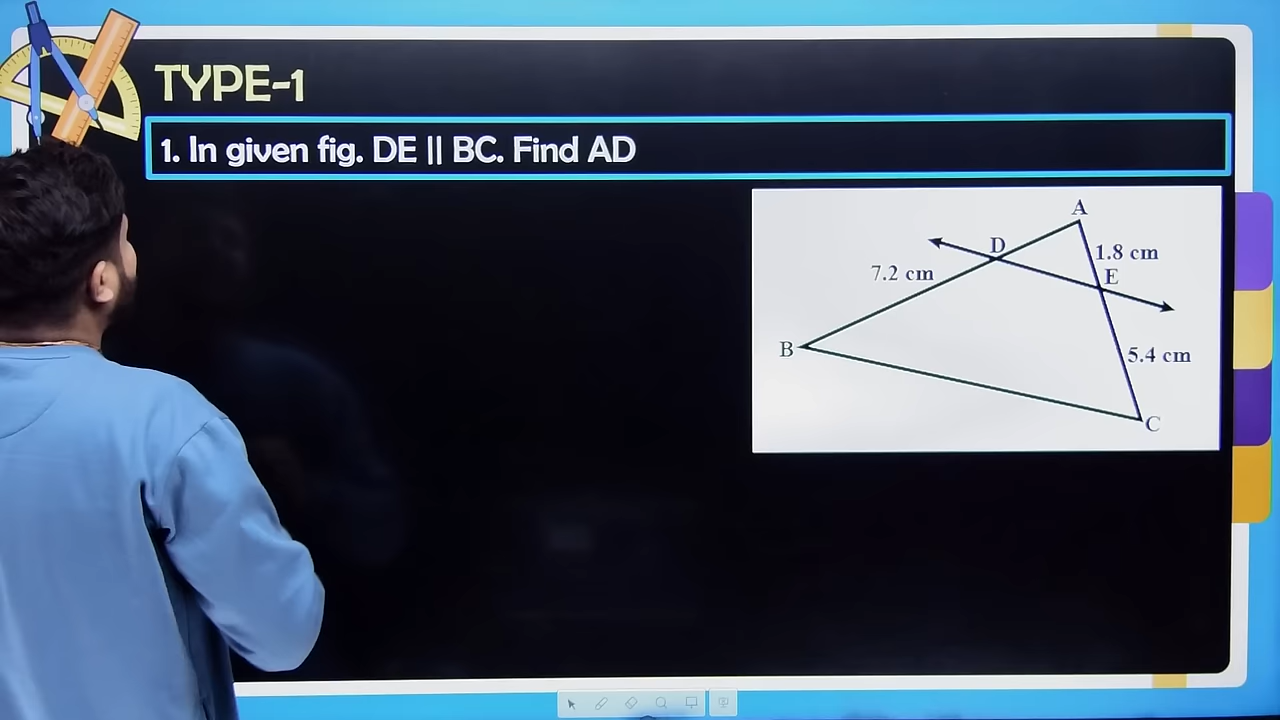 TYPE-1
1. In given fig. DE || BC. Find AD
A
D
1.8 cm
7.2 cm
E
B
5.4 cm
C